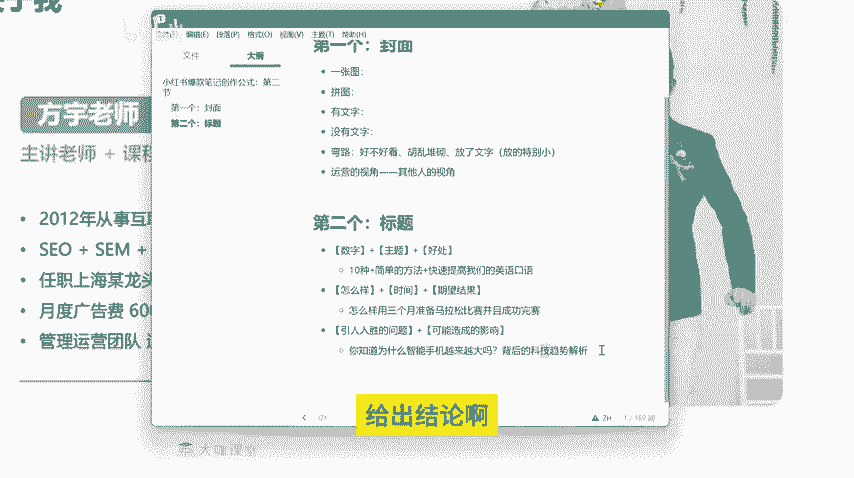 方宇老师
主讲老师 + 课程
2012年从事互联
SEO + SEM +
任职上海某龙头
月度广告费 600
管理运营团队
编辑(E) 段落(P) 格式(O) 视图(V) 主题(T) 帮助(H)
文件 大纲
小红书爆款笔记创作公式：第二
节
第一个：封面
第二个：标题
第一个：封面
一张图：
拼图：
有文字：
没有文字：
弯路：好不好看、胡乱堆砌、放了文字（放的特别小）
运营的视角——其他人的视角
第二个：标题
【数字】+【主题】+【好处】
10种+简单的方法+快速提高我们的英语口语
【怎么样】+【时间】+【期望结果】
怎么样用三个月准备马拉松比赛并且成功完赛
【引人入胜的问题】+【可能造成的影响】
你知道为什么智能手机越来越大吗？背后的科技趋势解析
给出结论啊
ZH 1 / 169 词
大咖课堂